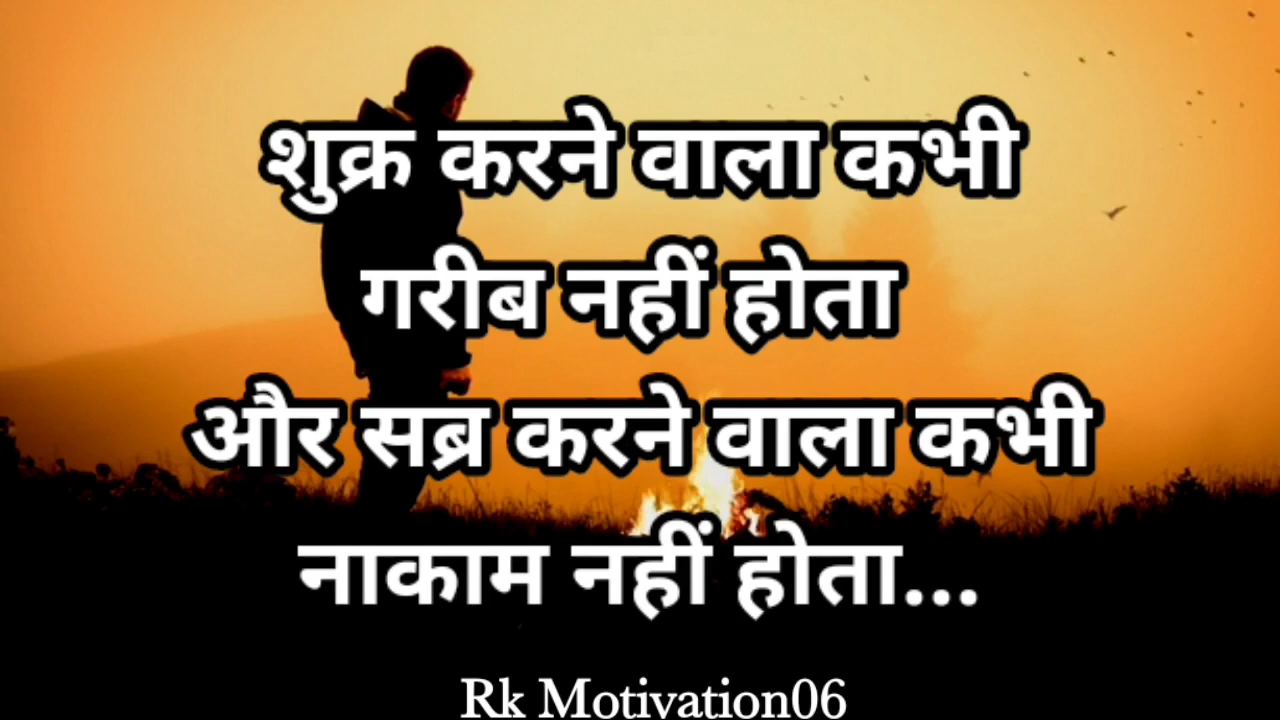 शुक्र करने वाला कभी
गरीब नहीं होता
और सब्र करने वाला कभी
नाकाम नहीं होता...
Rk Motivation06